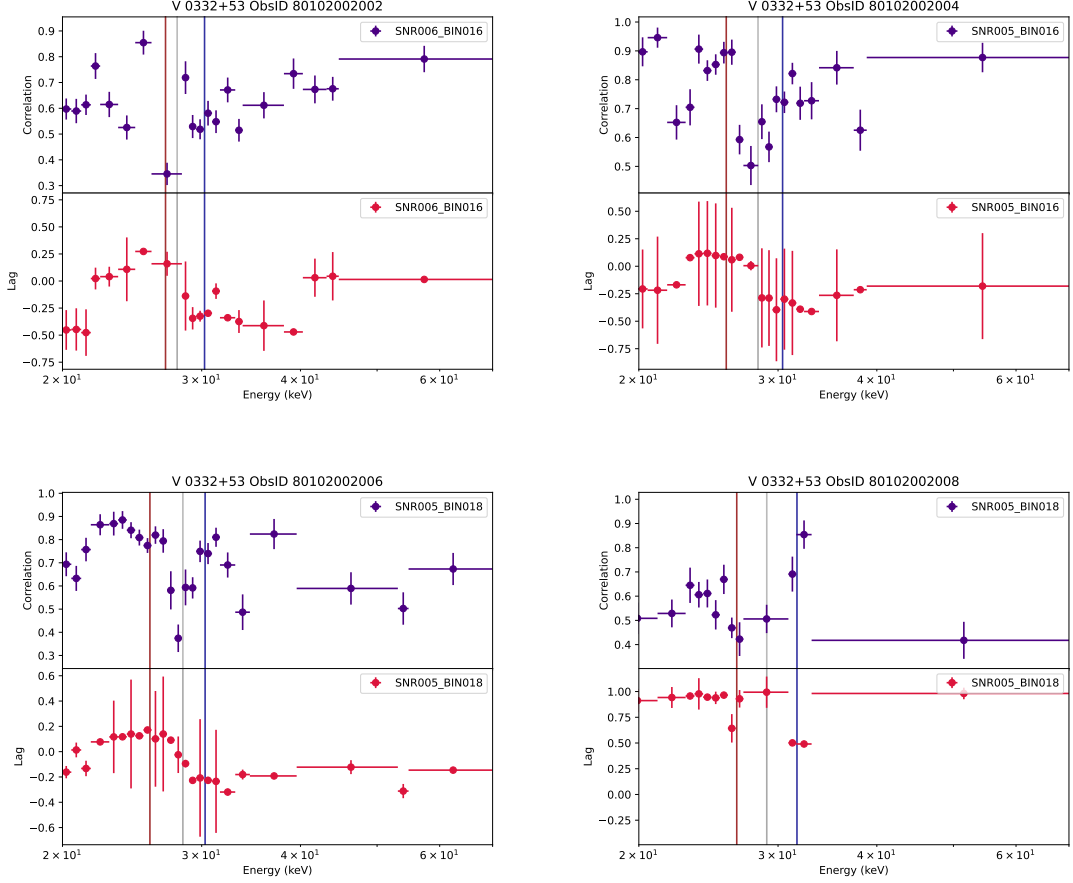 V 0332+53 ObsID 80102002002
SNR006_BIN016
0.9
0.8
0.7
0.6
0.5
0.4
0.3
Correlation
SNR006_BIN016
0.75
0.50
0.25
0.00
−0.25
−0.50
−0.75
Lag
2 × 10¹
3 × 10¹
4 × 10¹
6 × 10¹
Energy (keV)
V 0332+53 ObsID 80102002004
SNR005_BIN016
1.0
0.9
0.8
0.7
0.6
0.5
Correlation
SNR005_BIN016
0.50
0.25
0.00
−0.25
−0.50
−0.75
Lag
2 × 10¹
3 × 10¹
4 × 10¹
6 × 10¹
Energy (keV)
V 0332+53 ObsID 80102002006
SNR005_BIN018
1.0
0.9
0.8
0.7
0.6
0.5
0.4
0.3
Correlation
SNR005_BIN018
0.6
0.4
0.2
0.0
−0.2
−0.4
−0.6
Lag
2 × 10¹
3 × 10¹
4 × 10¹
6 × 10¹
Energy (keV)
V 0332+53 ObsID 80102002008
SNR005_BIN018
1.0
0.9
0.8
0.7
0.6
0.5
0.4
Correlation
SNR005_BIN018
1.00
0.75
0.50
0.25
0.00
−0.25
Lag
2 × 10¹
3 × 10¹
4 × 10¹
6 × 10¹
Energy (keV)